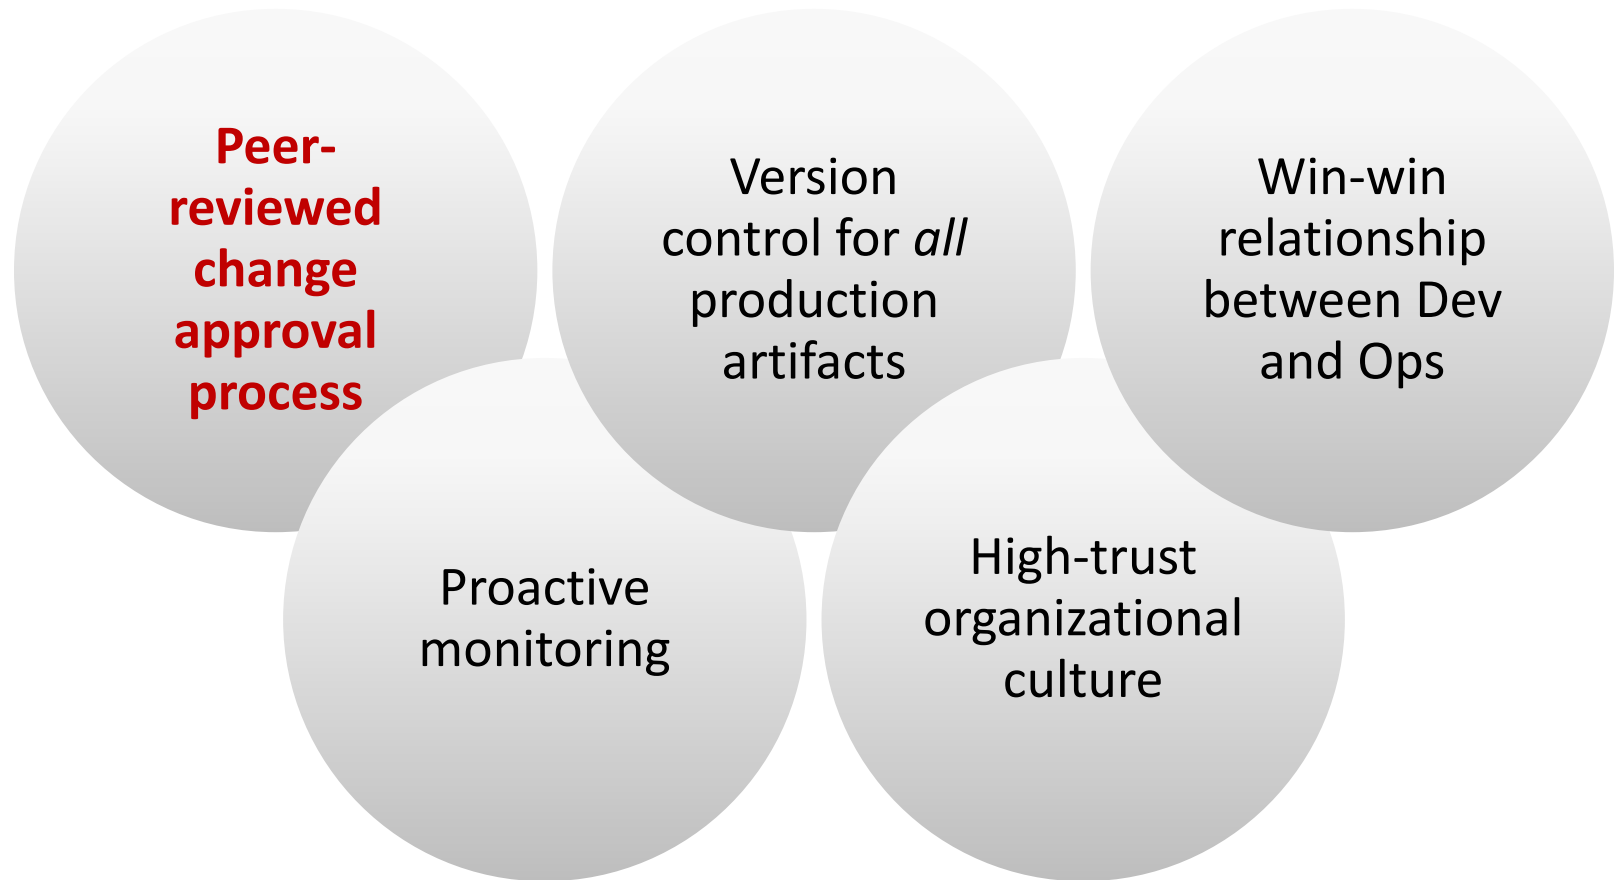 Peer-
reviewed
change
approval
process
Version
control for all
production
artifacts
Win-win
relationship
between Dev
and Ops
Proactive
monitoring
High-trust
organizational
culture